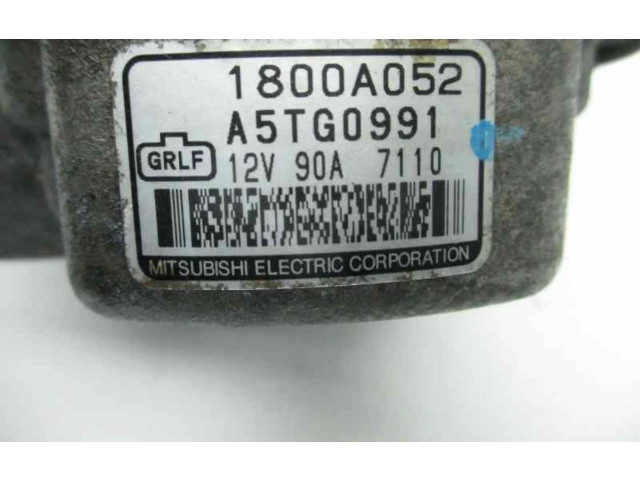 1800A052
A5TG0991
GRLF 12V 90A 7110
MITSUBISHI ELECTRIC CORPORATION